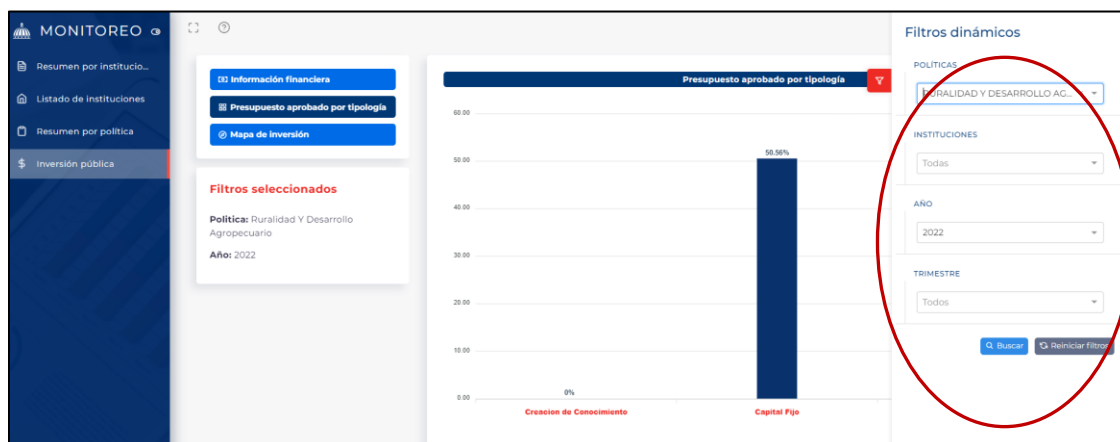 MONITOREO
Resumen por institucio...
Listado de instituciones
Resumen por política
Inversión pública
Información financiera
Presupuesto aprobado por tipología
Mapa de inversión
Filtros seleccionados
Política: Ruralidad Y Desarrollo
Agropecuario
Año: 2022
Presupuesto aprobado por tipología
60.00
50.00
40.00
30.00
20.00
10.00
0.00
0%
50.56%
Creacion de Conocimiento
Capital Fijo
Filtros dinámicos
POLÍTICAS
RURALIDAD Y DESARROLLO AG...
INSTITUCIONES
Todas
AÑO
2022
TRIMESTRE
Todos
Buscar
Reiniciar filtros